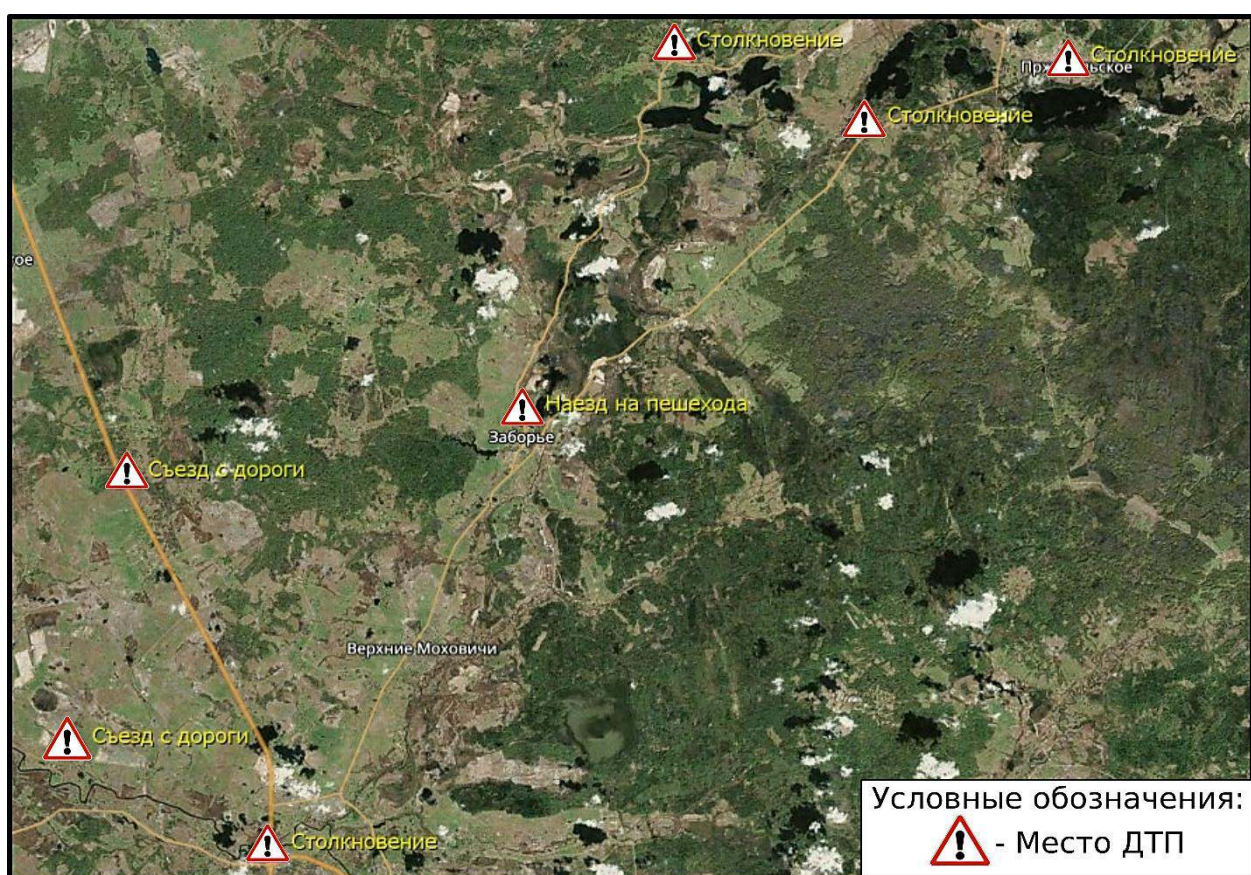 Столкновение
Столкновение
Столкновение
Наезд на пешехода
Заборье
Съезд с дороги
Верхние Моховичи
Съезд с дороги
Столкновение
Условные обозначения:
- Место ДТП